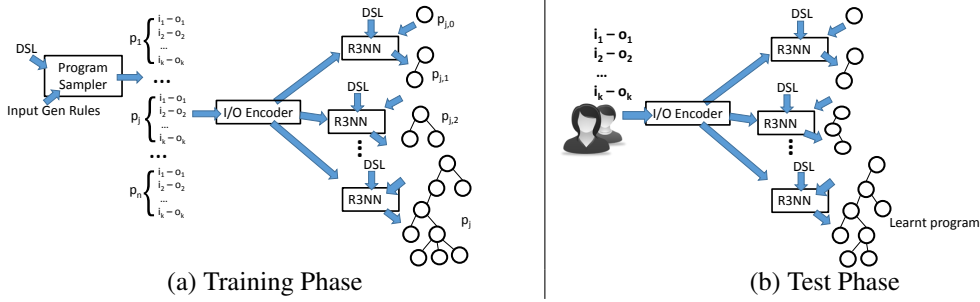 DSL
Program
Sampler
Input Gen Rules
p₁
i₁ – o₁
i₂ – o₂
...
iₖ – oₖ
...
pⱼ
i₁ – o₁
i₂ – o₂
...
iₖ – oₖ
...
pₙ
i₁ – o₁
i₂ – o₂
...
iₖ – oₖ
I/O Encoder
DSL
R3NN
pⱼ,₀
pⱼ,₁
DSL
R3NN
pⱼ,₂
DSL
R3NN
pⱼ
(a) Training Phase
i₁ – o₁
i₂ – o₂
...
iₖ – oₖ
I/O Encoder
DSL
R3NN
DSL
R3NN
DSL
R3NN
Learnt program
(b) Test Phase